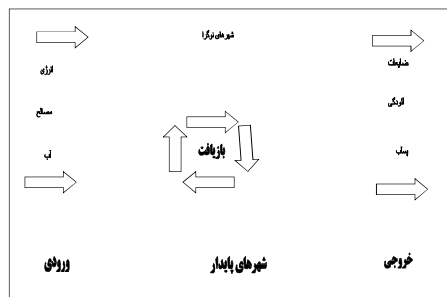 شهرهای نوگرا
ضایعات
انرژی
آلودگی
مصالح
بازیافت
پساب
آب
خروجی
شهرهای پایدار
ورودی